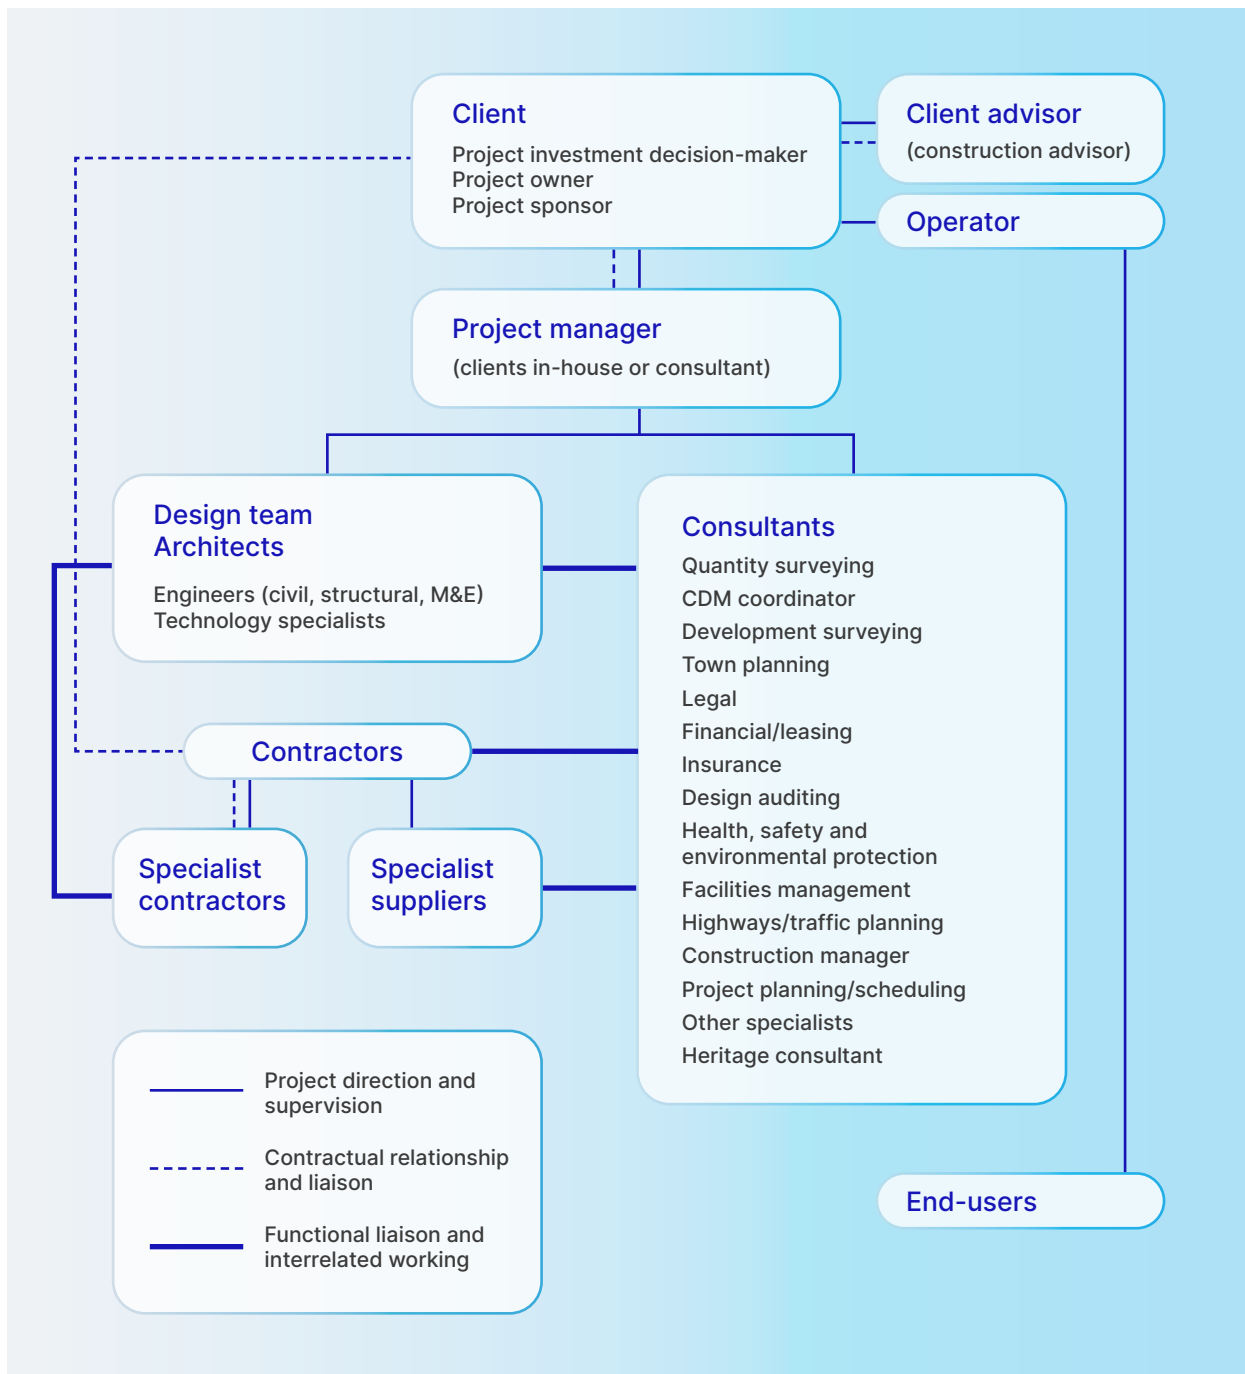 Client
Project investment decision-maker
Project owner
Project sponsor
Client advisor
(construction advisor)
Operator
Project manager
(clients in-house or consultant)
Design team
Architects
Engineers (civil, structural, M&E)
Technology specialists
Consultants
Quantity surveying
CDM coordinator
Development surveying
Town planning
Legal
Financial/leasing
Insurance
Design auditing
Health, safety and
environmental protection
Facilities management
Highways/traffic planning
Construction manager
Project planning/scheduling
Other specialists
Heritage consultant
Contractors
Specialist
contractors
Specialist
suppliers
Project direction and
supervision
Contractual relationship
and liaison
Functional liaison and
interrelated working
End-users